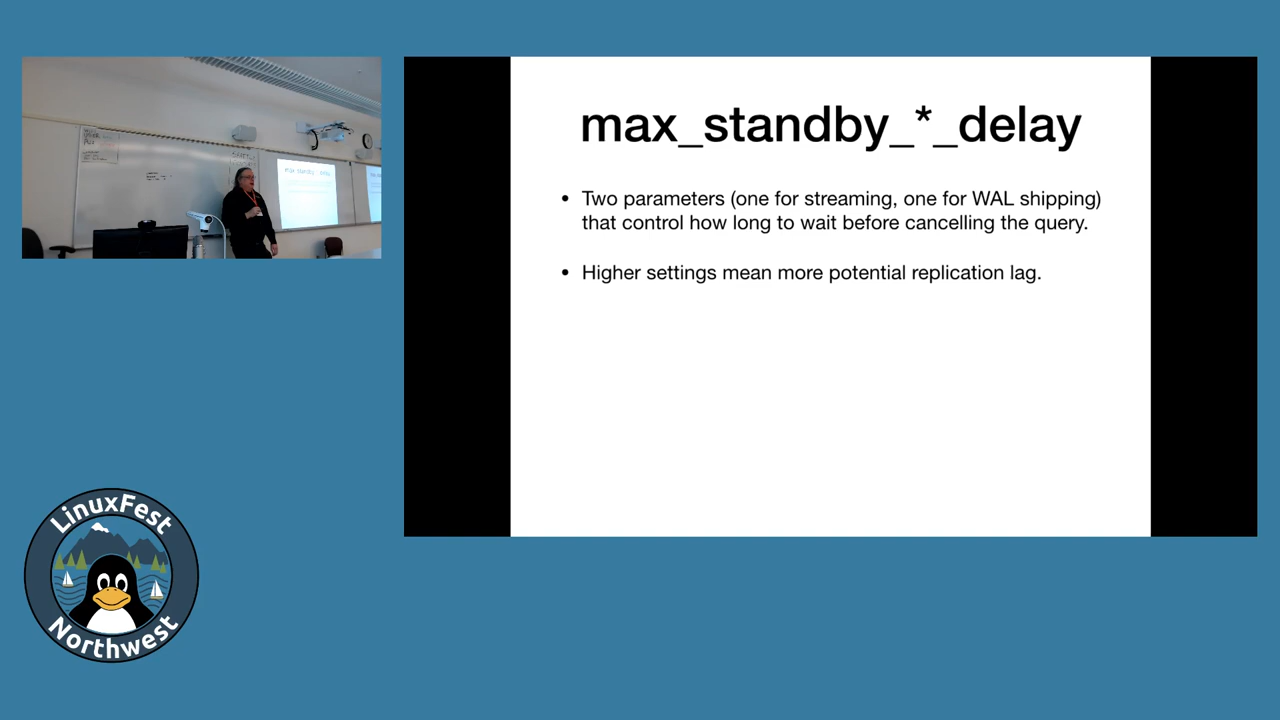 max_standby_*_delay
• Two parameters (one for streaming, one for WAL shipping)
that control how long to wait before cancelling the query.
• Higher settings mean more potential replication lag.
LinuxFest
Northwest